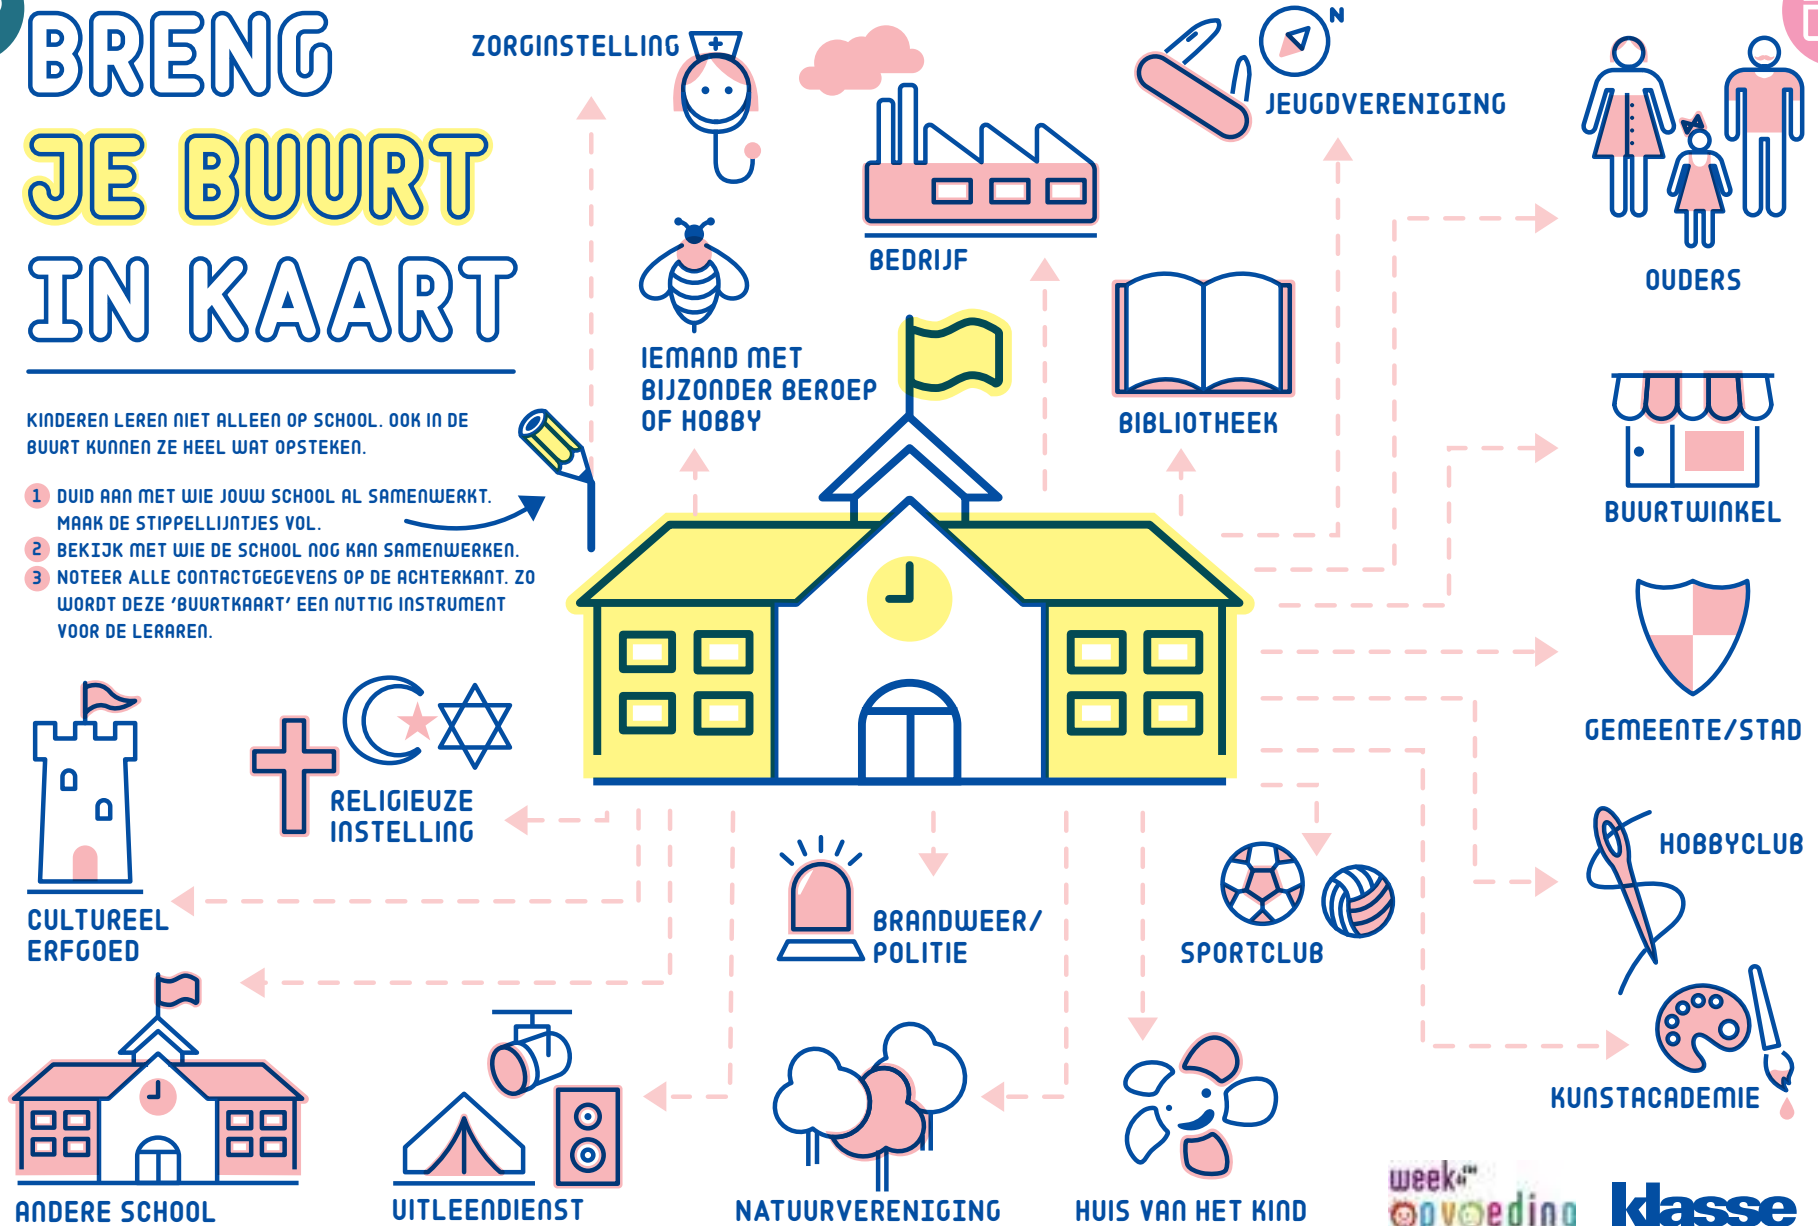 BRENG
JE BUURT
IN KAART
KINDEREN LEREN NIET ALLEEN OP SCHOOL. OOK IN DE
BUURT KUNNEN ZE HEEL WAT OPSTEKEN.
1 DUID AAN MET WIE JOUW SCHOOL AL SAMENWERKT.
MAAK DE STIPPELLIJNTJES VOL.
2 BEKIJK MET WIE DE SCHOOL NOG KAN SAMENWERKEN.
3 NOTEER ALLE CONTACTGEGEVENS OP DE ACHTERKANT. ZO
WORDT DEZE ‘BUURTKAART’ EEN NUTTIG INSTRUMENT
VOOR DE LERAREN.
ZORGINSTELLING
IEMAND MET
BIJZONDER BEROEP
OF HOBBY
BEDRIJF
N
JEUGDVERENIGING
BIBLIOTHEEK
OUDERS
BUURTWINKEL
GEMEENTE/STAD
HOBBYCLUB
KUNSTACADEMIE
SPORTCLUB
BRANDWEER/
POLITIE
RELIGIEUZE
INSTELLING
CULTUREEL
ERFGOED
ANDERE SCHOOL
UITLEENDIENST
NATUURVERENIGING
HUIS VAN HET KIND
week
opvoeding
klasse